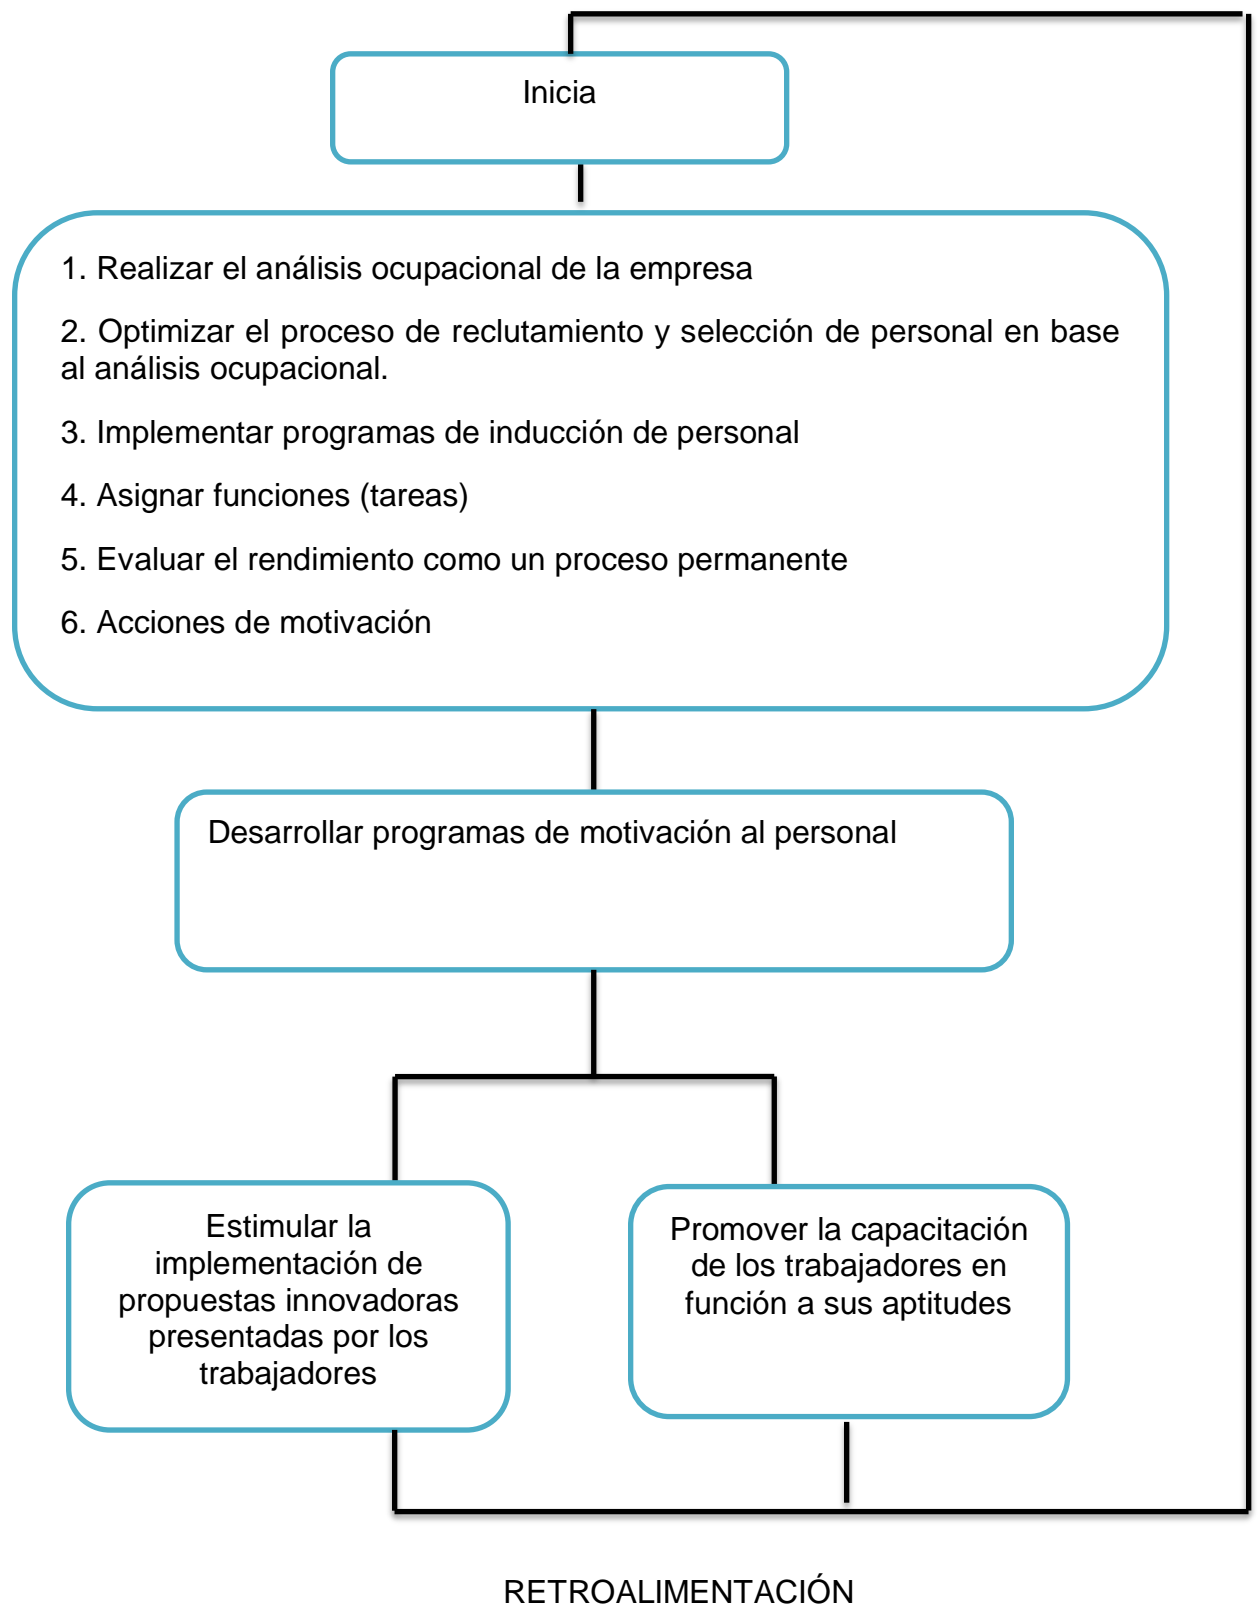 Inicia
1. Realizar el análisis ocupacional de la empresa
2. Optimizar el proceso de reclutamiento y selección de personal en base
al análisis ocupacional.
3. Implementar programas de inducción de personal
4. Asignar funciones (tareas)
5. Evaluar el rendimiento como un proceso permanente
6. Acciones de motivación
Desarrollar programas de motivación al personal
Estimular la
implementación de
propuestas innovadoras
presentadas por los
trabajadores
Promover la capacitación
de los trabajadores en
función a sus aptitudes
RETROALIMENTACIÓN